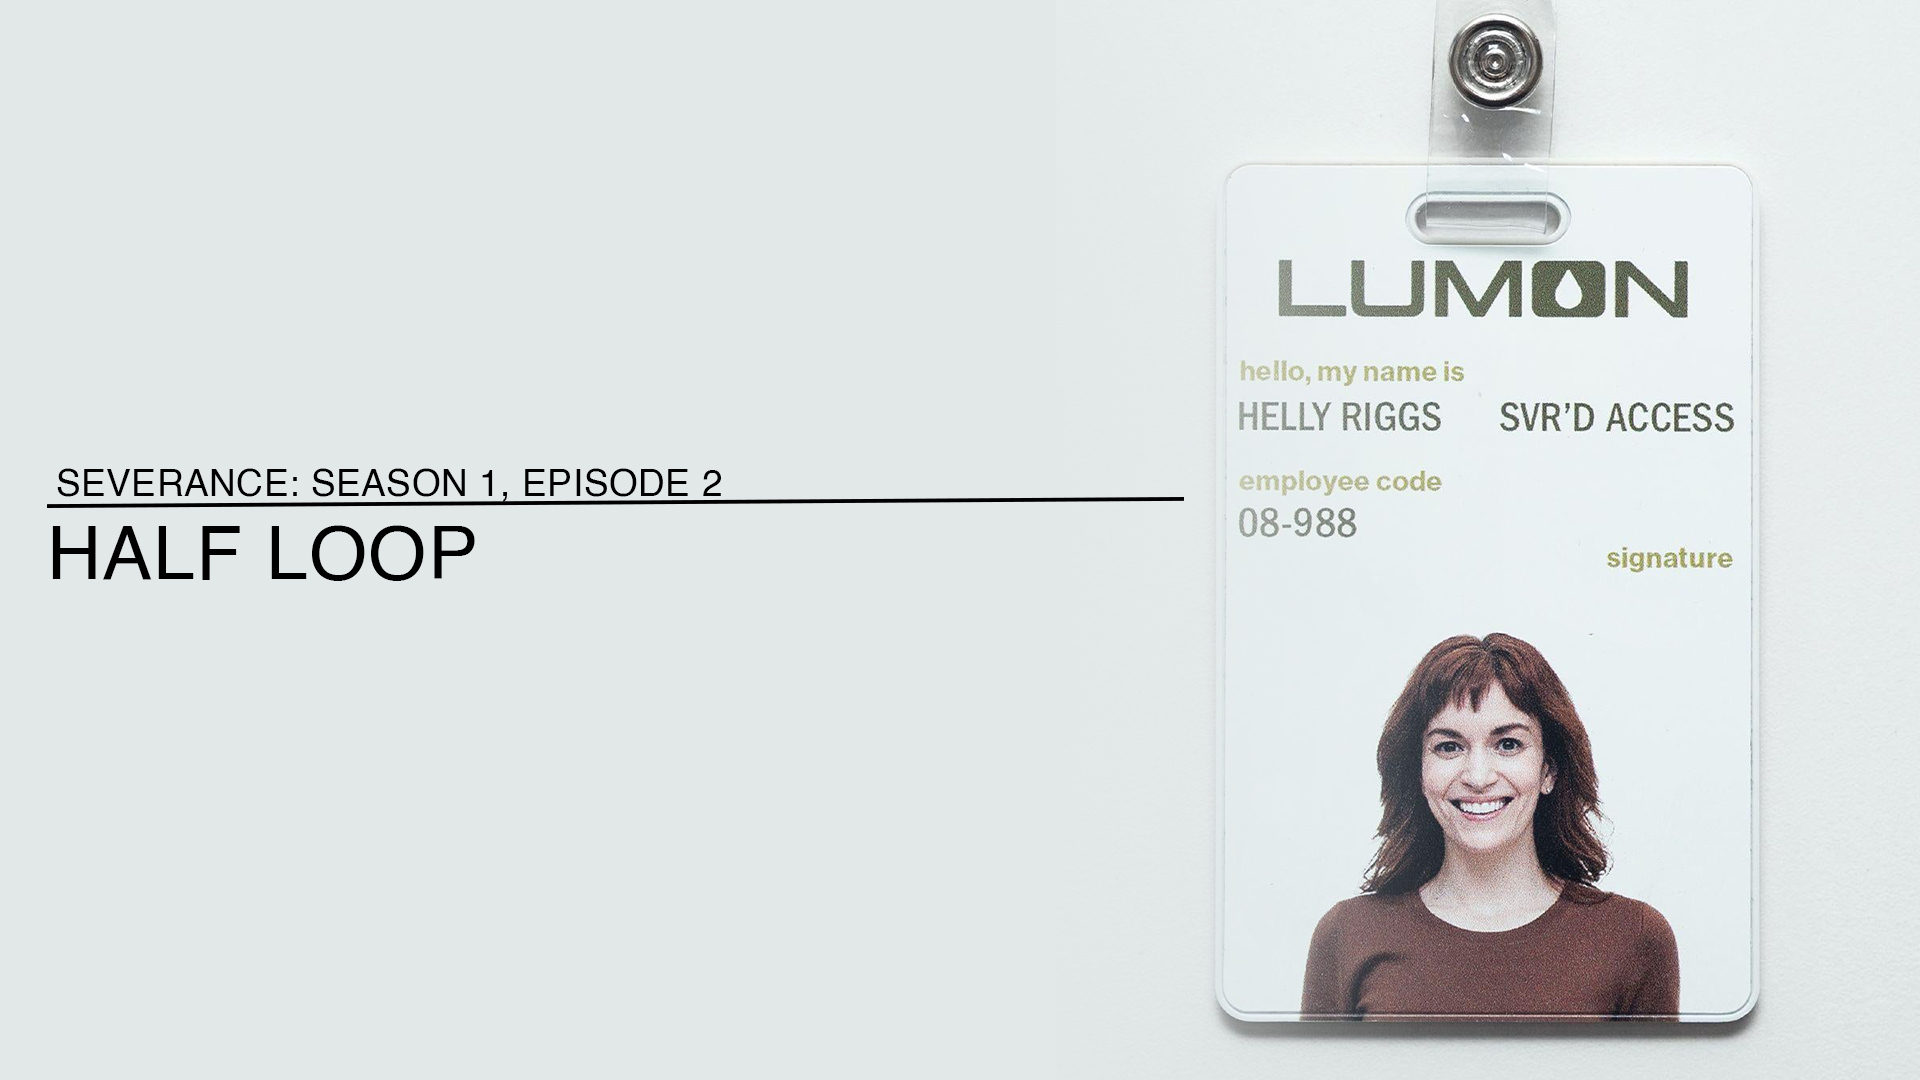 SEVERANCE: SEASON 1, EPISODE 2
HALF LOOP
LUMON
hello, my name is
HELLY RIGGS SVR'D ACCESS
employee code
08-988
signature